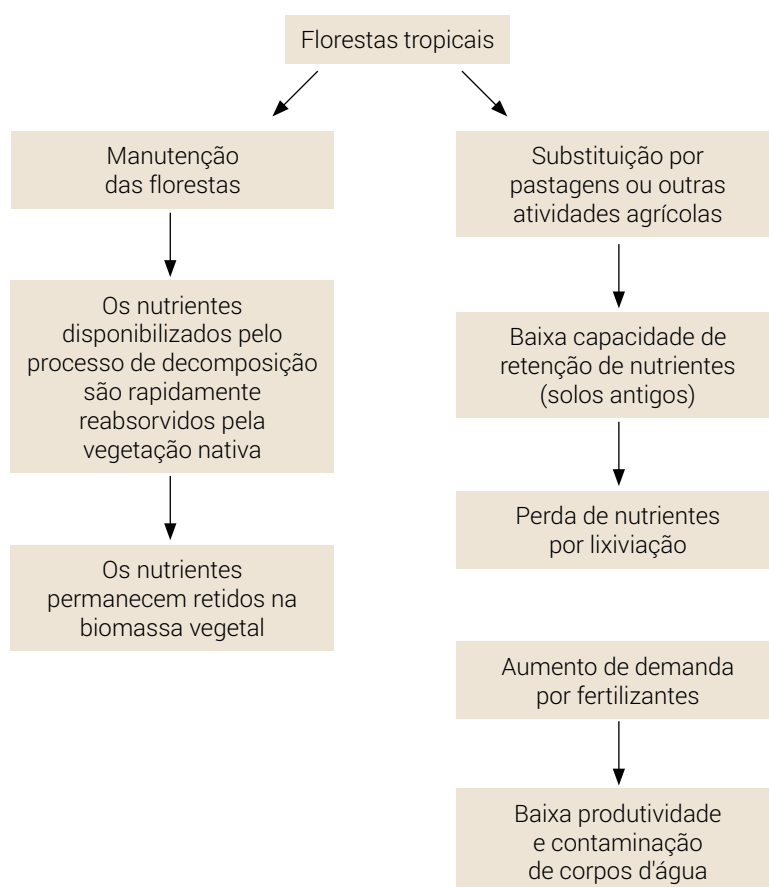 Florestas tropicais
Manutenção
das florestas
Os nutrientes
disponibilizados pelo
processo de decomposição
são rapidamente
reabsorvidos pela
vegetação nativa
Os nutrientes
permanecem retidos na
biomassa vegetal
Substituição por
pastagens ou outras
atividades agrícolas
Baixa capacidade de
retenção de nutrientes
(solos antigos)
Perda de nutrientes
por lixiviação
Aumento de demanda
por fertilizantes
Baixa produtividade
e contaminação
de corpos d'água